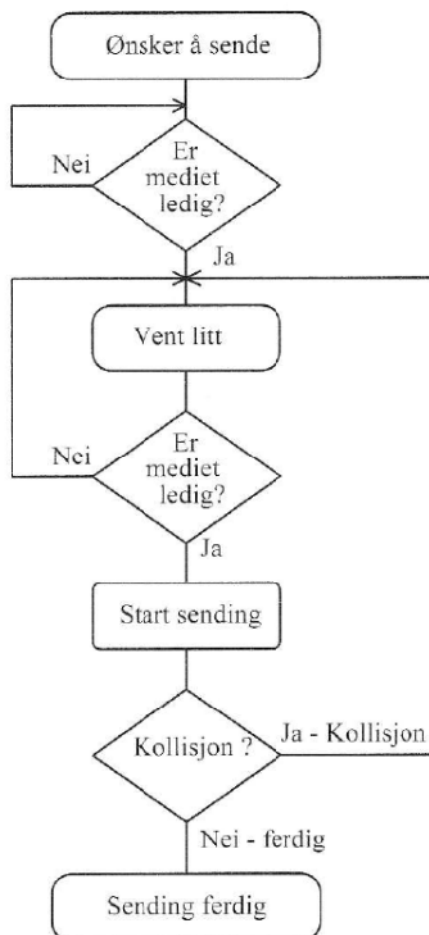 Ønsker å sende
Er
mediet
ledig?
Nei
Ja
Vent litt
Er
mediet
ledig?
Nei
Ja
Start sending
Kollisjon ?
Ja - Kollisjon
Nei - ferdig
Sending ferdig